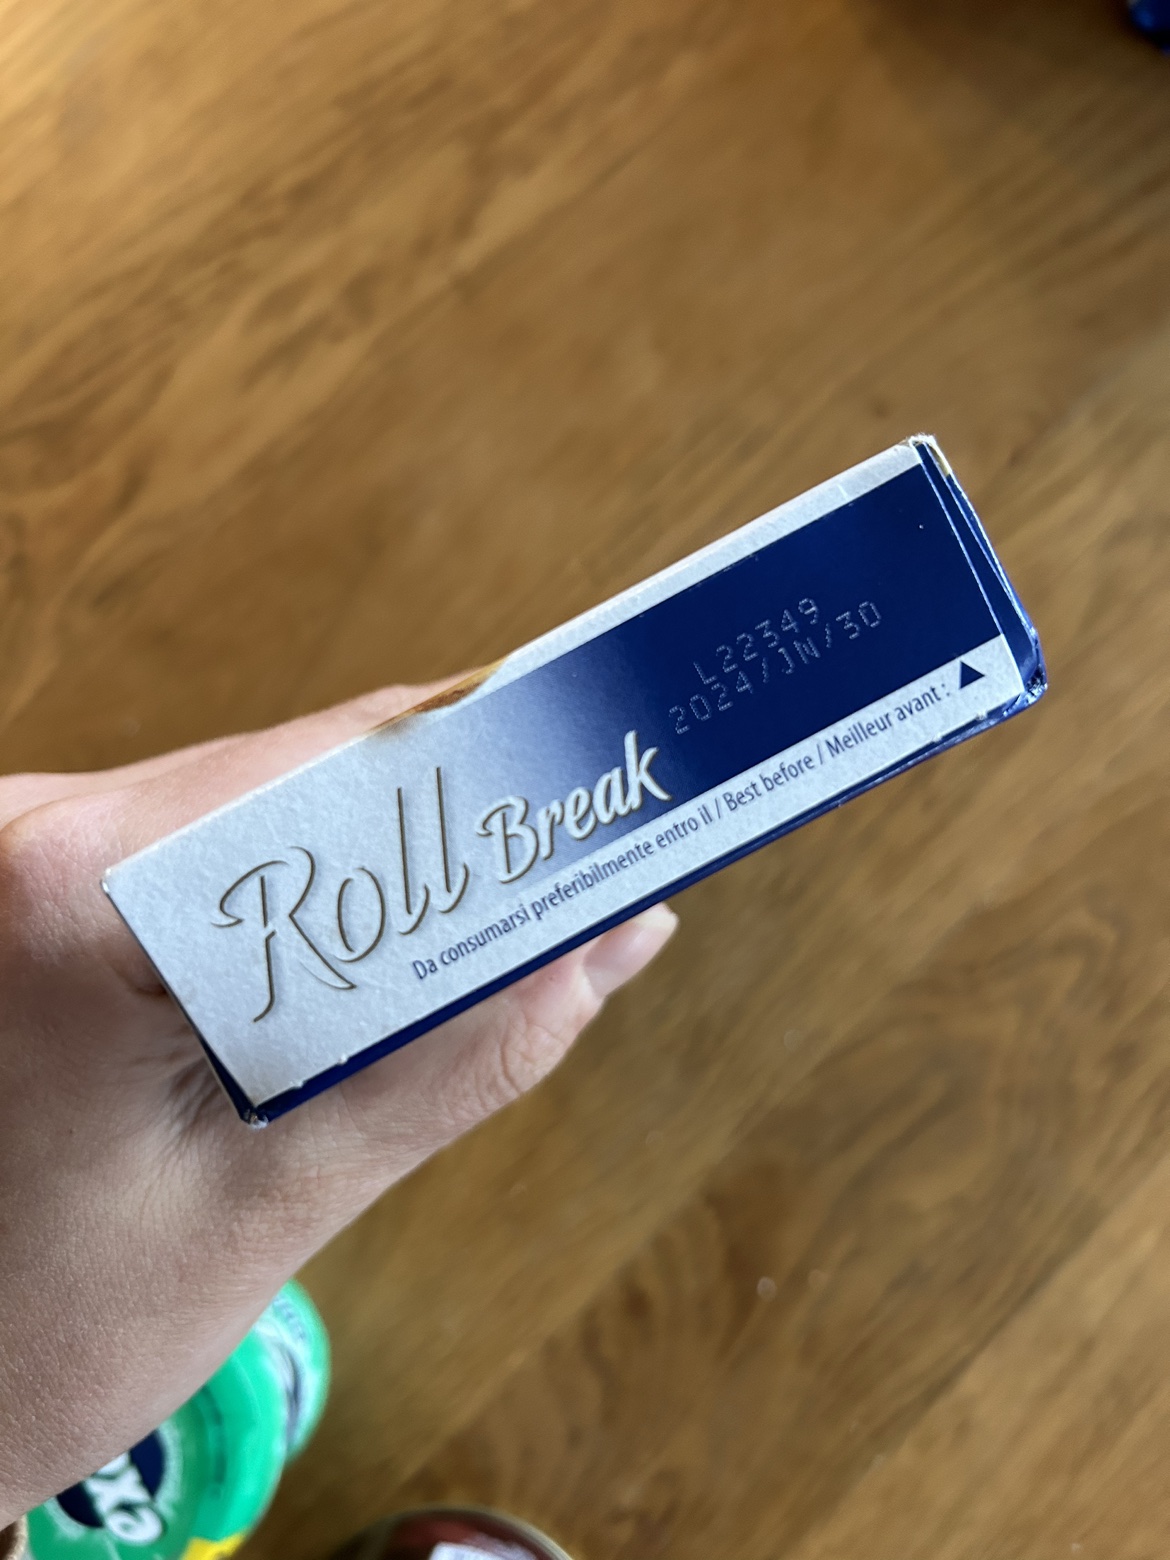 L22349
2024/JN/30
Roll Break
Da consumarsi preferibilmente entro il / Best before / Meilleur avant :